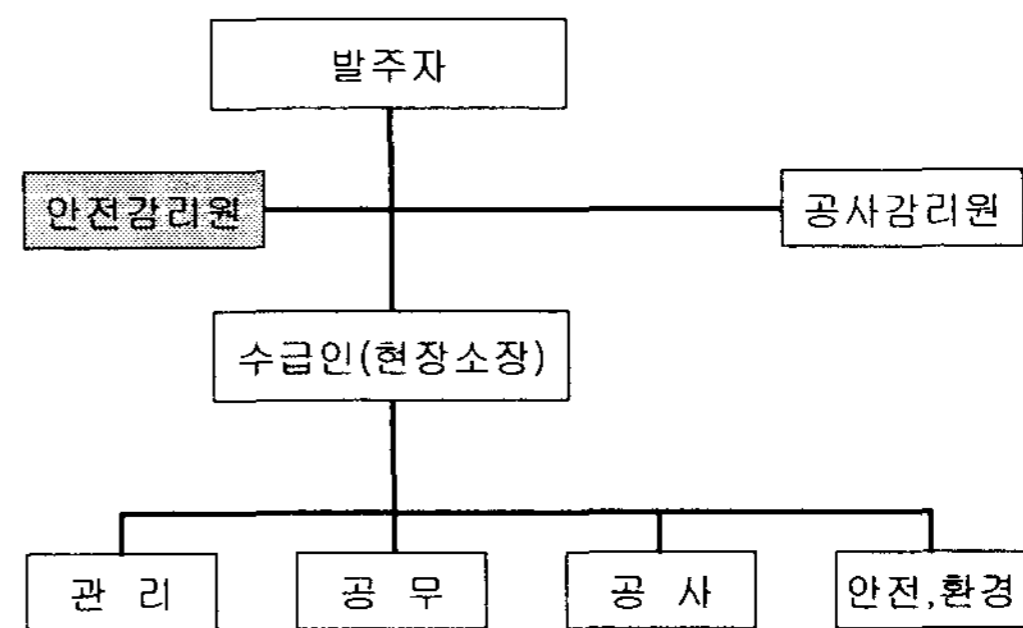 발주자
안전감리원
공사감리원
수급인(현장소장)
관 리
공 무
공 사
안전,환경